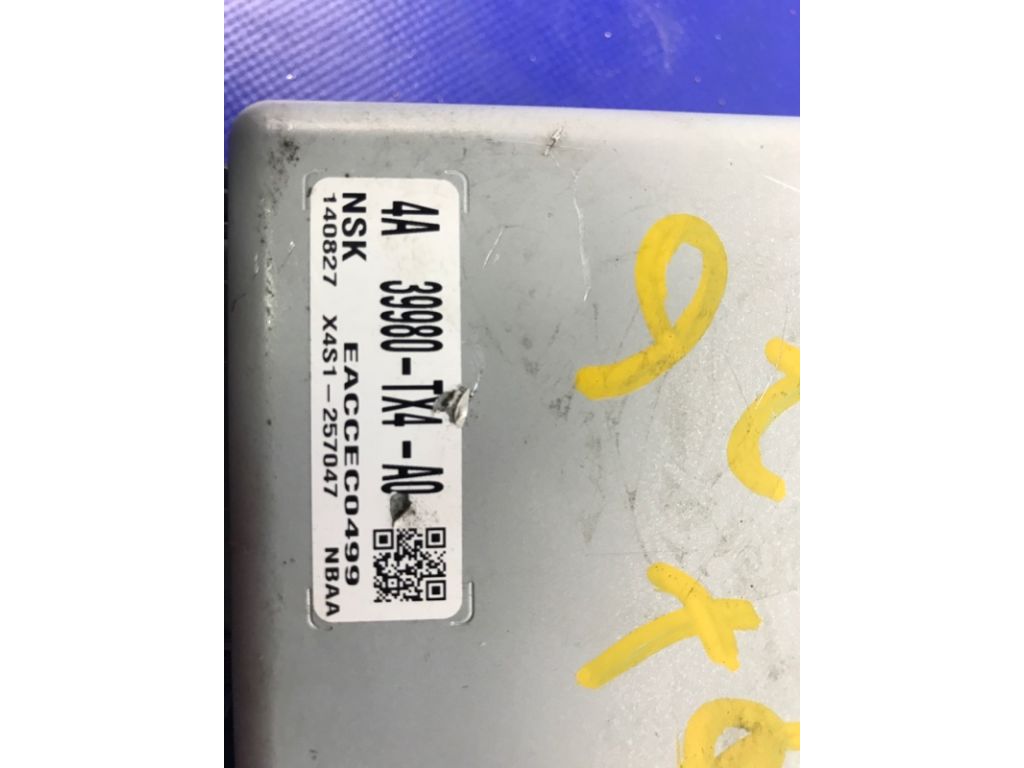 4A 39980-TX4-A0
NSK EACCEC0499
140827 X4S1-257047 NBAA